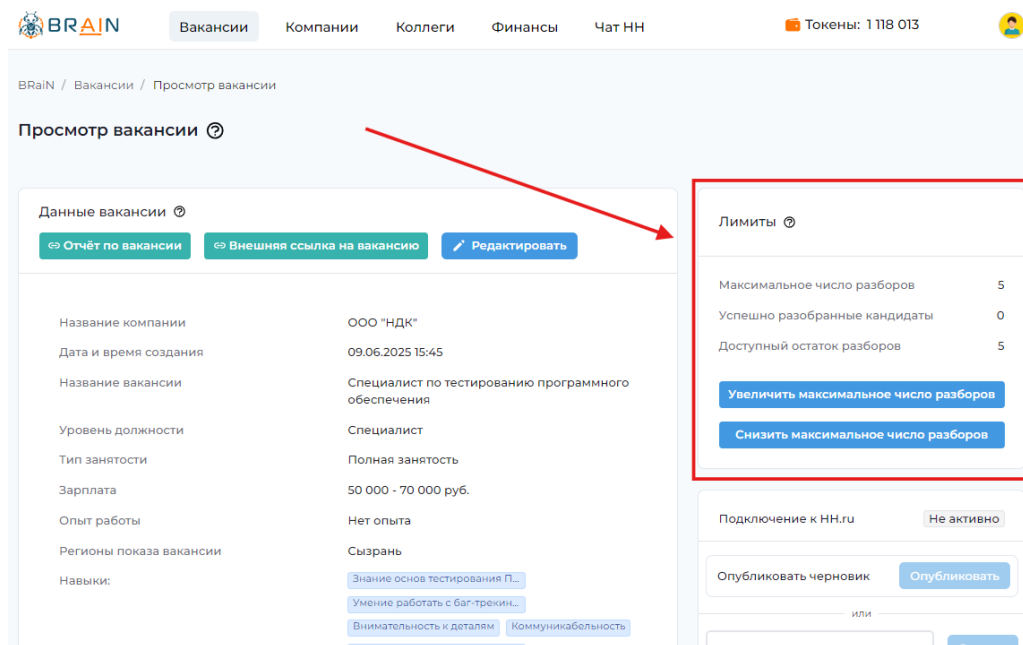 BRAIN Вакансии Компании Коллеги Финансы Чат HH Токены: 1 118 013
BRaiN / Вакансии / Просмотр вакансии
Просмотр вакансии
Данные вакансии
Отчёт по вакансии Внешняя ссылка на вакансию Редактировать
Название компании ООО "НДК"
Дата и время создания 09.06.2025 15:45
Название вакансии Специалист по тестированию программного
обеспечения
Уровень должности Специалист
Тип занятости Полная занятость
Зарплата 50 000 - 70 000 руб.
Опыт работы Нет опыта
Регионы показа вакансии Сызрань
Навыки: Знание основ тестирования П...
Умение работать с баг-трекин...
Внимательность к деталям Коммуникабельность
Лимиты
Максимальное число разборов 5
Успешно разобранные кандидаты 0
Доступный остаток разборов 5
Увеличить максимальное число разборов
Снизить максимальное число разборов
Подключение к HH.ru Не активно
Опубликовать черновик Опубликовать
или